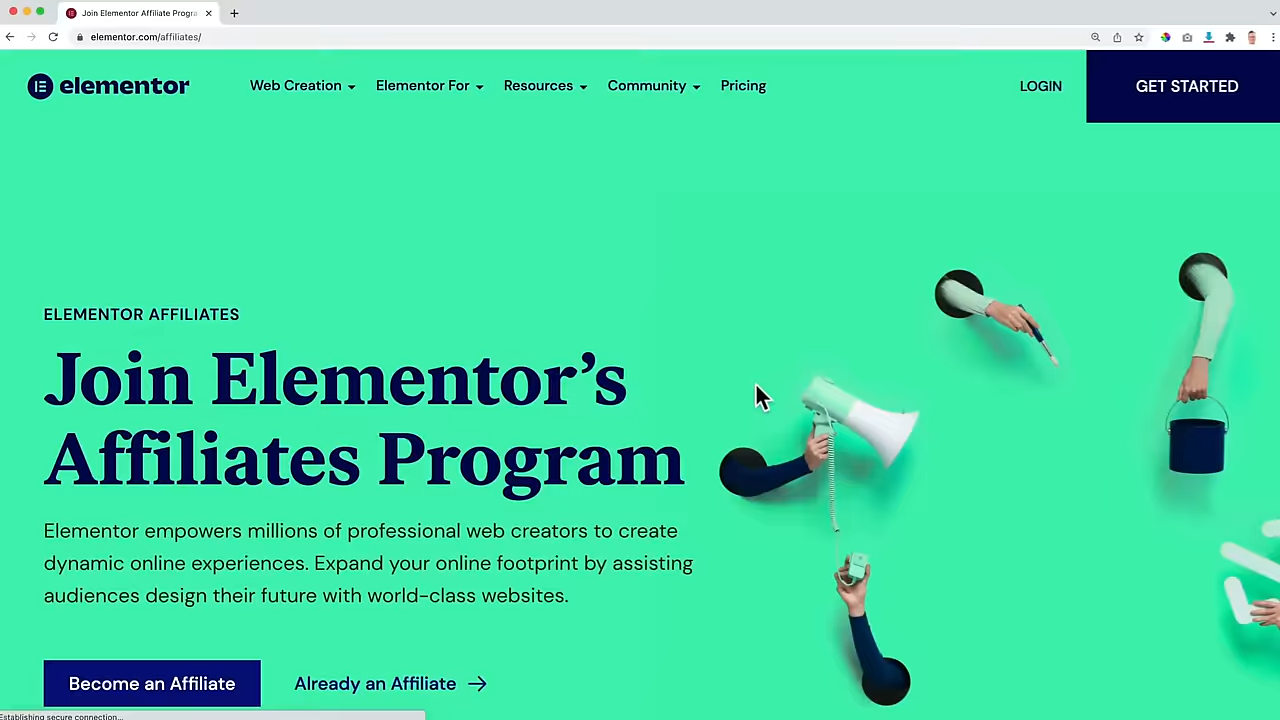 Join Elementor Affiliate Progra
elementor.com/affiliates/
elementor
Web Creation
Elementor For
Resources
Community
Pricing
LOGIN
GET STARTED
ELEMENTOR AFFILIATES
Join Elementor’s
Affiliates Program
Elementor empowers millions of professional web creators to create
dynamic online experiences. Expand your online footprint by assisting
audiences design their future with world-class websites.
Become an Affiliate
Already an Affiliate
Establishing secure connection...